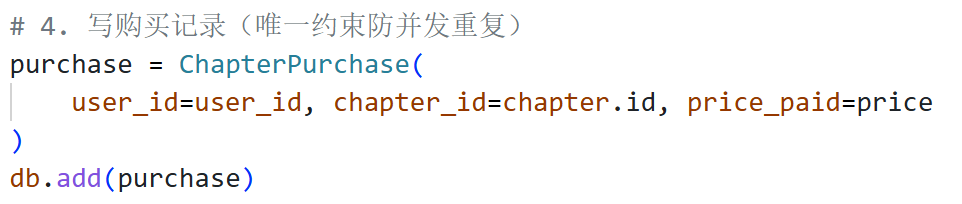 # 4. 写购买记录（唯一约束防并发重复）
purchase = ChapterPurchase(
    user_id=user_id, chapter_id=chapter.id, price_paid=price
)
db.add(purchase)